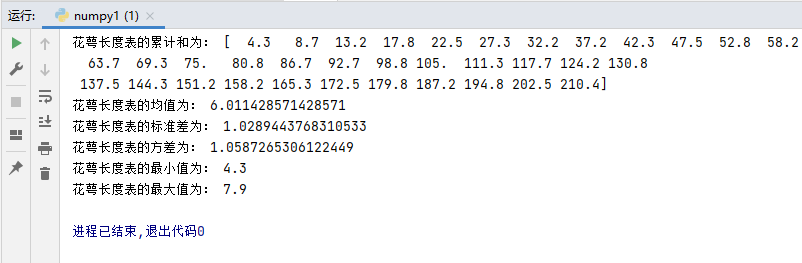 运行: numpy1 (1) ×
花萼长度表的累计和为: [  4.3   8.7  13.2  17.8  22.5  27.3  32.2  37.2  42.3  47.5  52.8  58.2
  63.7  69.3  75.   80.8  86.7  92.7  98.8 105.  111.3 117.7 124.2 130.8
 137.5 144.3 151.2 158.2 165.3 172.5 179.8 187.2 194.8 202.5 210.4]
花萼长度表的均值为: 6.011428571428571
花萼长度表的标准差为: 1.0289443768310533
花萼长度表的方差为: 1.0587265306122449
花萼长度表的最小值为: 4.3
花萼长度表的最大值为: 7.9
进程已结束,退出代码0